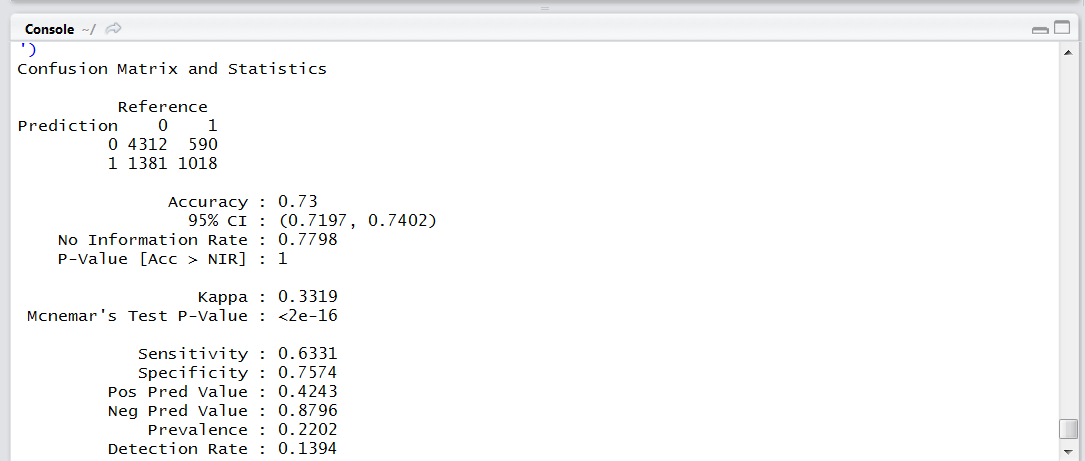 Console ~/
')
Confusion Matrix and Statistics
          Reference
Prediction    0    1
         0 4312  590
         1 1381 1018
               Accuracy : 0.73
                 95% CI : (0.7197, 0.7402)
    No Information Rate : 0.7798
    P-Value [Acc > NIR] : 1
                  Kappa : 0.3319
 Mcnemar's Test P-Value : <2e-16
            Sensitivity : 0.6331
            Specificity : 0.7574
         Pos Pred Value : 0.4243
         Neg Pred Value : 0.8796
             Prevalence : 0.2202
         Detection Rate : 0.1394